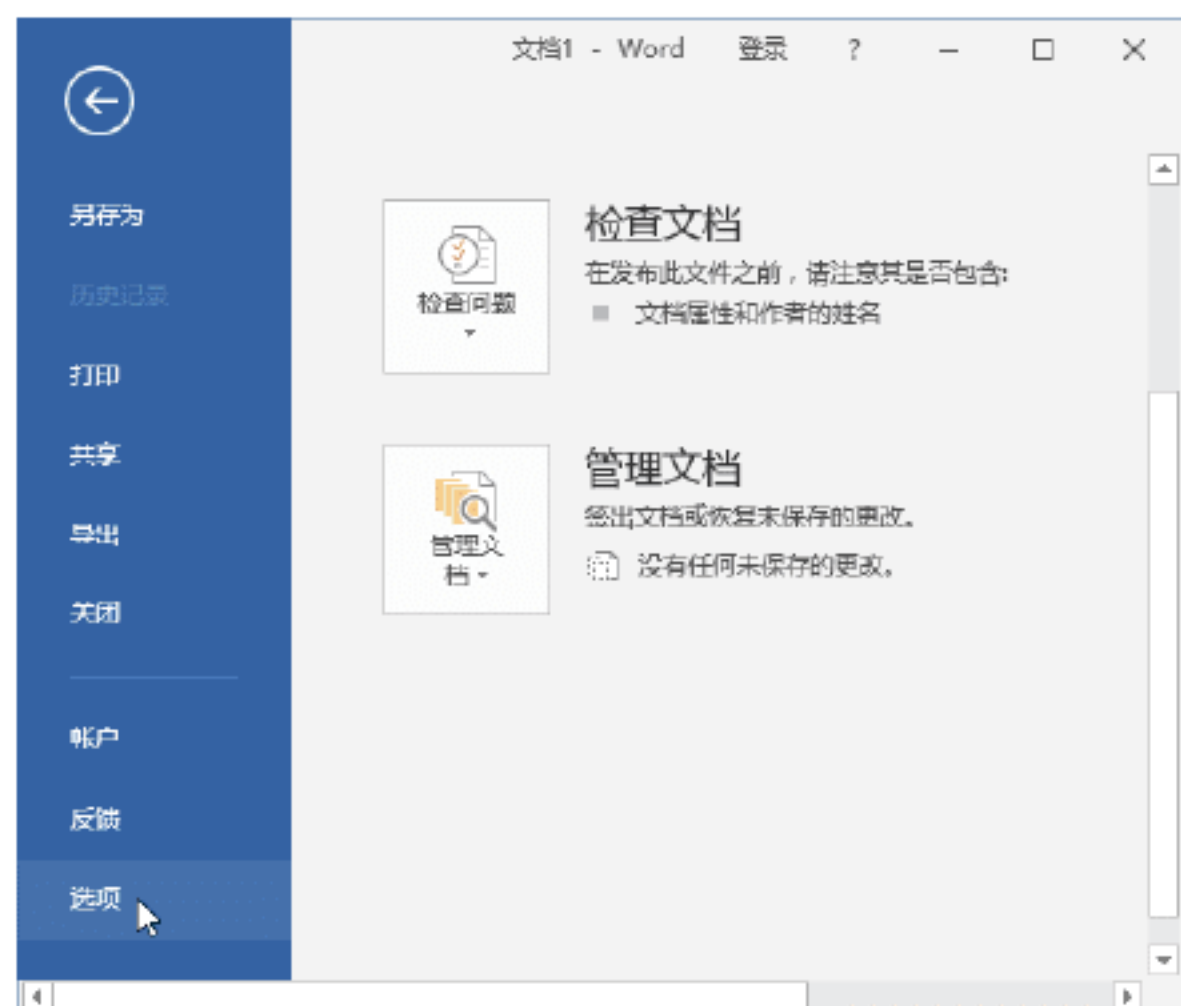 文档1 - Word 登录 ?
另存为
历史记录
打印
共享
导出
关闭
帐户
反馈
选项
检查问题
检查文档
在发布此文件之前，请注意其是否包含:
文档属性和作者的姓名
管理文
档
管理文档
签出文档或恢复未保存的更改。
没有任何未保存的更改。